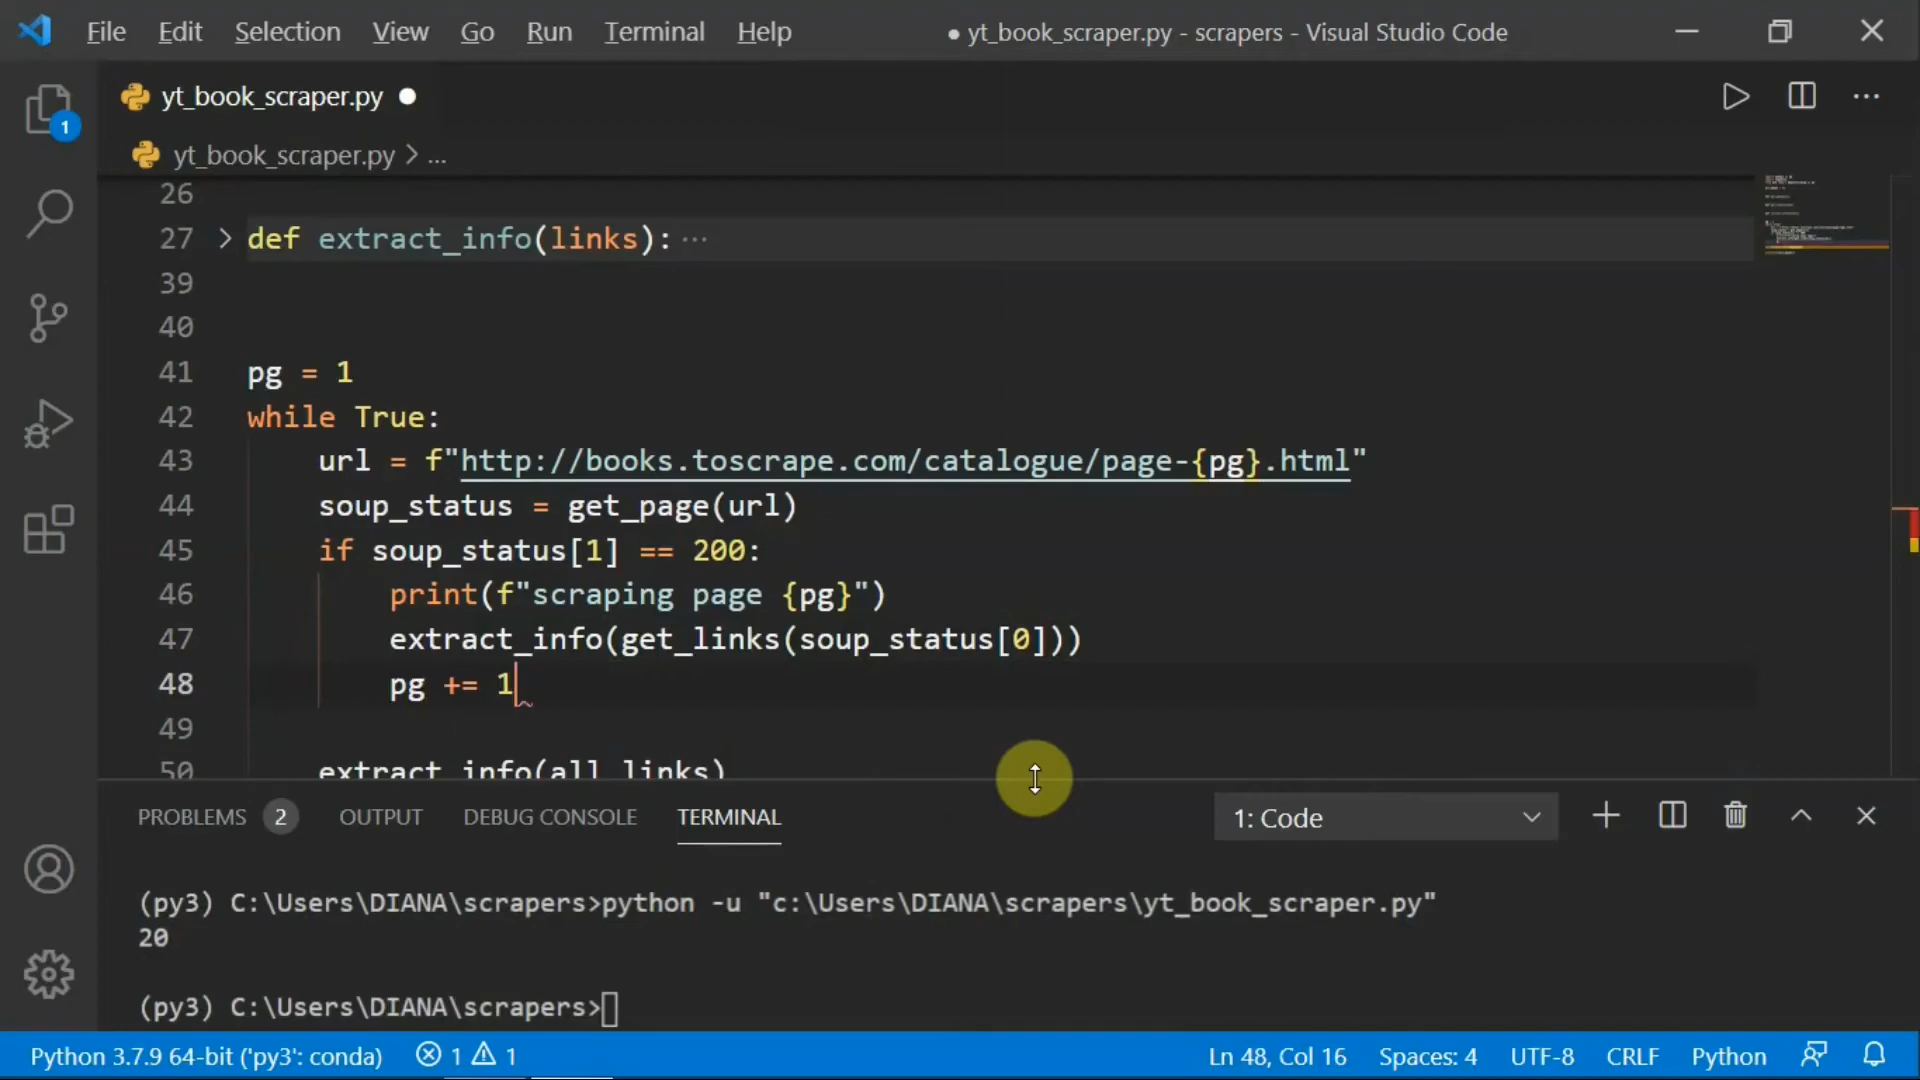 File Edit Selection View Go Run Terminal Help ● yt_book_scraper.py - scrapers - Visual Studio Code
yt_book_scraper.py ●
1
yt_book_scraper.py > ...
26
27 > def extract_info(links): ...
39
40
41 pg = 1
42 while True:
43 url = f"http://books.toscrape.com/catalogue/page-{pg}.html"
44 soup_status = get_page(url)
45 if soup_status[1] == 200:
46 print(f"scraping page {pg}")
47 extract_info(get_links(soup_status[0]))
48 pg += 1
49
50 extract_info(all_links)
PROBLEMS 2 OUTPUT DEBUG CONSOLE TERMINAL 1: Code
(py3) C:\Users\DIANA\scrapers>python -u "c:\Users\DIANA\scrapers\yt_book_scraper.py"
20
(py3) C:\Users\DIANA\scrapers>
Python 3.7.9 64-bit ('py3': conda) 1 1 Ln 48, Col 16 Spaces: 4 UTF-8 CRLF Python